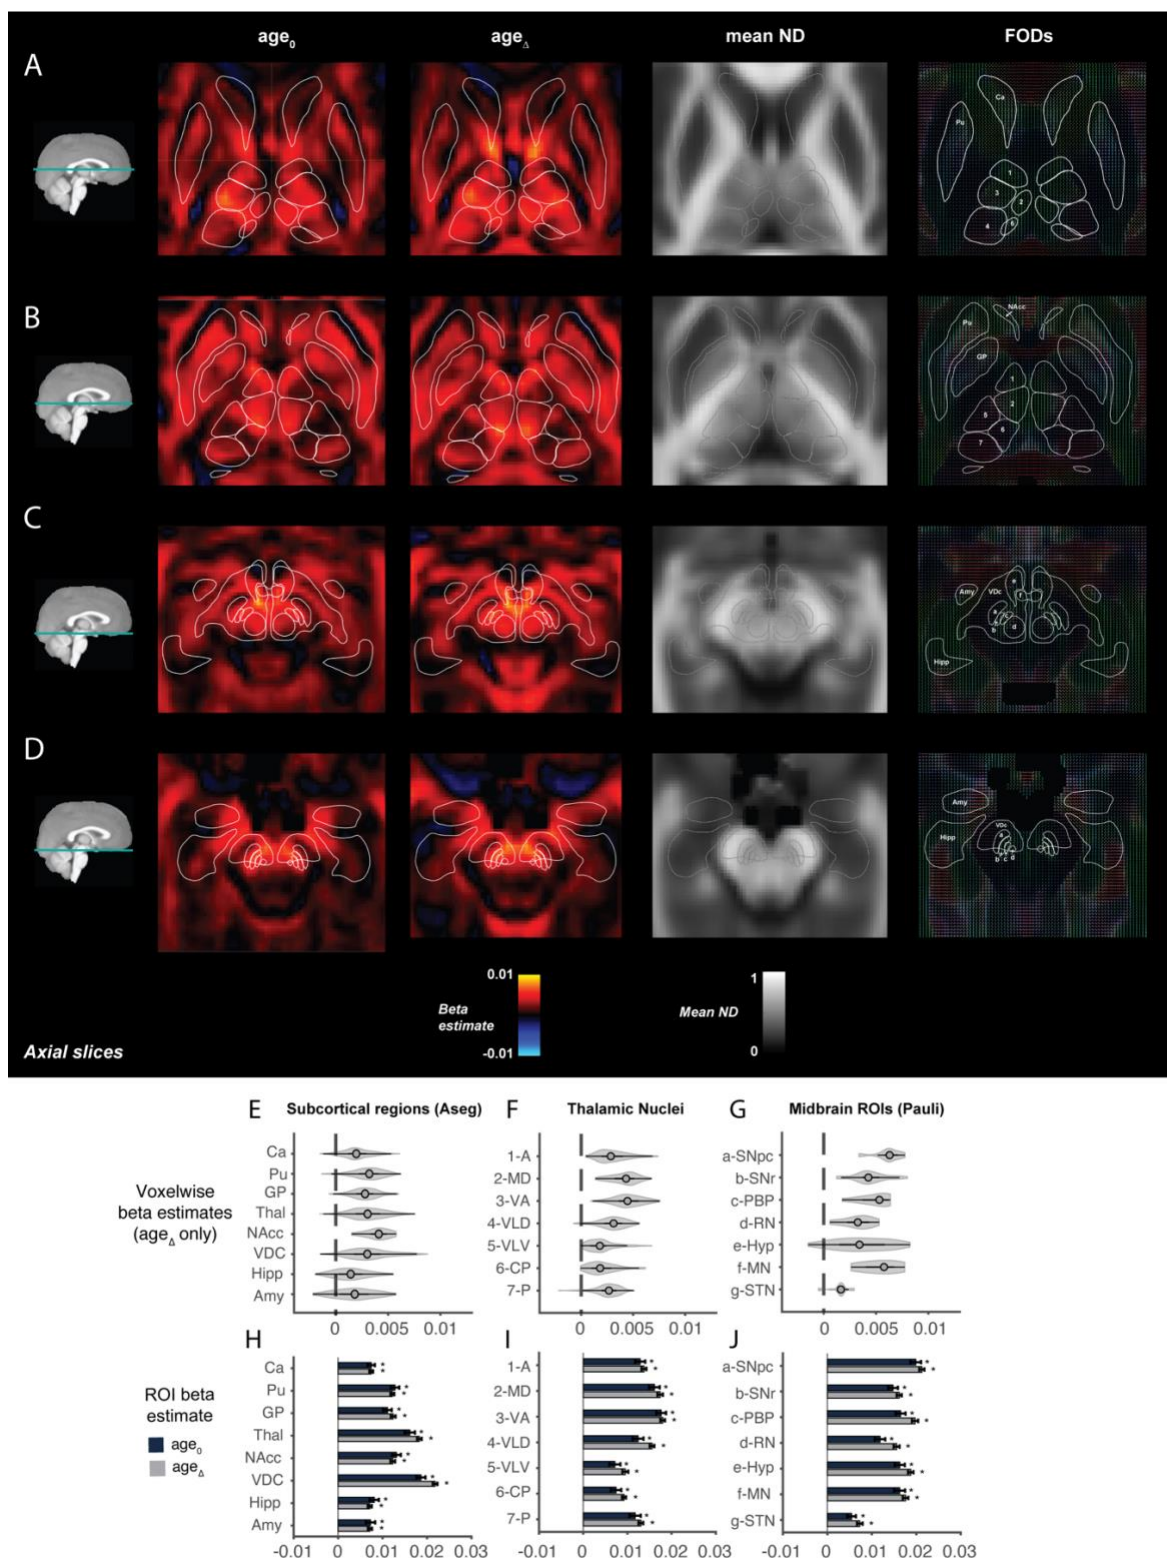 age0 ageΔ mean ND FODs
A
Ca
Pu
1
3
2
4
6
B
NAcc
Pu
GP
1
2
5
6
7
C
e
Amy VDc
f
a
b
d
Hipp
D
Amy
Hipp
VDc
a
b c d
0.01
Beta
estimate
-0.01
1
Mean ND
0
Axial slices
E Subcortical regions (Aseg) F Thalamic Nuclei G Midbrain ROIs (Pauli)
Voxelwise
beta estimates
(ageΔ only)
Ca
Pu
GP
Thal
NAcc
VDC
Hipp
Amy
0 0.005 0.01
1-A
2-MD
3-VA
4-VLD
5-VLV
6-CP
7-P
0 0.005 0.01
a-SNpc
b-SNr
c-PBP
d-RN
e-Hyp
f-MN
g-STN
0 0.005 0.01
H I J
ROI beta
estimate
age0
ageΔ
Ca * *
Pu * *
GP * *
Thal * *
NAcc * *
VDC * *
Hipp * *
Amy * *
-0.01 0 0.01 0.02 0.03
1-A * *
2-MD * *
3-VA * *
4-VLD * *
5-VLV * *
6-CP * *
7-P * *
-0.01 0 0.01 0.02 0.03
a-SNpc * *
b-SNr * *
c-PBP * *
d-RN * *
e-Hyp * *
f-MN * *
g-STN * *
-0.01 0 0.01 0.02 0.03